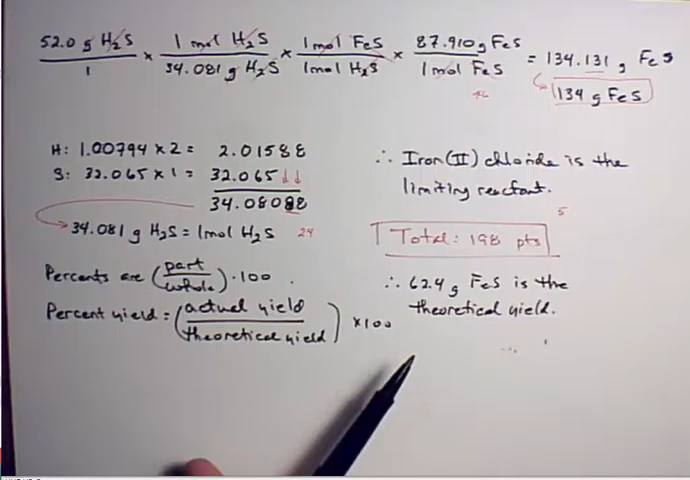 52.0 g H₂S / 1 × 1 mol H₂S / 34.081 g H₂S × 1 mol FeS / 1 mol H₂S × 87.910 g FeS / 1 mol FeS = 134.131 g FeS
134 g FeS
H: 1.00794 × 2 = 2.01588
S: 32.065 × 1 = 32.065 ↓↓
34.08088
34.081 g H₂S = 1 mol H₂S 24
∴ Iron(II) chloride is the
limiting reactant.
5
Total: 198 pts
Percents are (part / whole) · 100
Percent yield = (actual yield / theoretical yield) × 100
∴ 62.4 g FeS is the
theoretical yield.